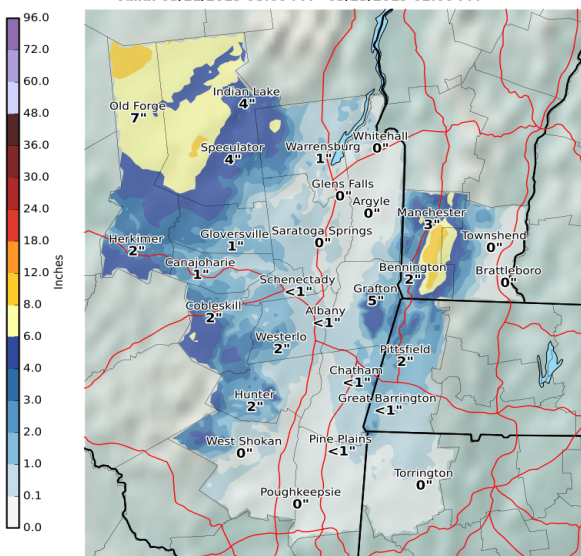 96.0
72.0
60.0
48.0
36.0
30.0
24.0
18.0
12.0
8.0
6.0
4.0
3.0
2.0
1.0
0.1
0.0
Inches
Old Forge
7"
Indian Lake
4"
Speculator
4"
Warrensburg
1"
Whitehall
0"
Glens Falls
0"
Argyle
0"
Manchester
3"
Townshend
0"
Herkimer
2"
Gloversville
1"
Saratoga Springs
0"
Canajoharie
1"
Bennington
2"
Brattleboro
0"
Schenectady
<1"
Grafton
5"
Cobleskill
2"
Albany
<1"
Westerlo
2"
Pittsfield
2"
Chatham
<1"
Hunter
2"
Great Barrington
<1"
West Shokan
0"
Pine Plains
<1"
Torrington
0"
Poughkeepsie
0"